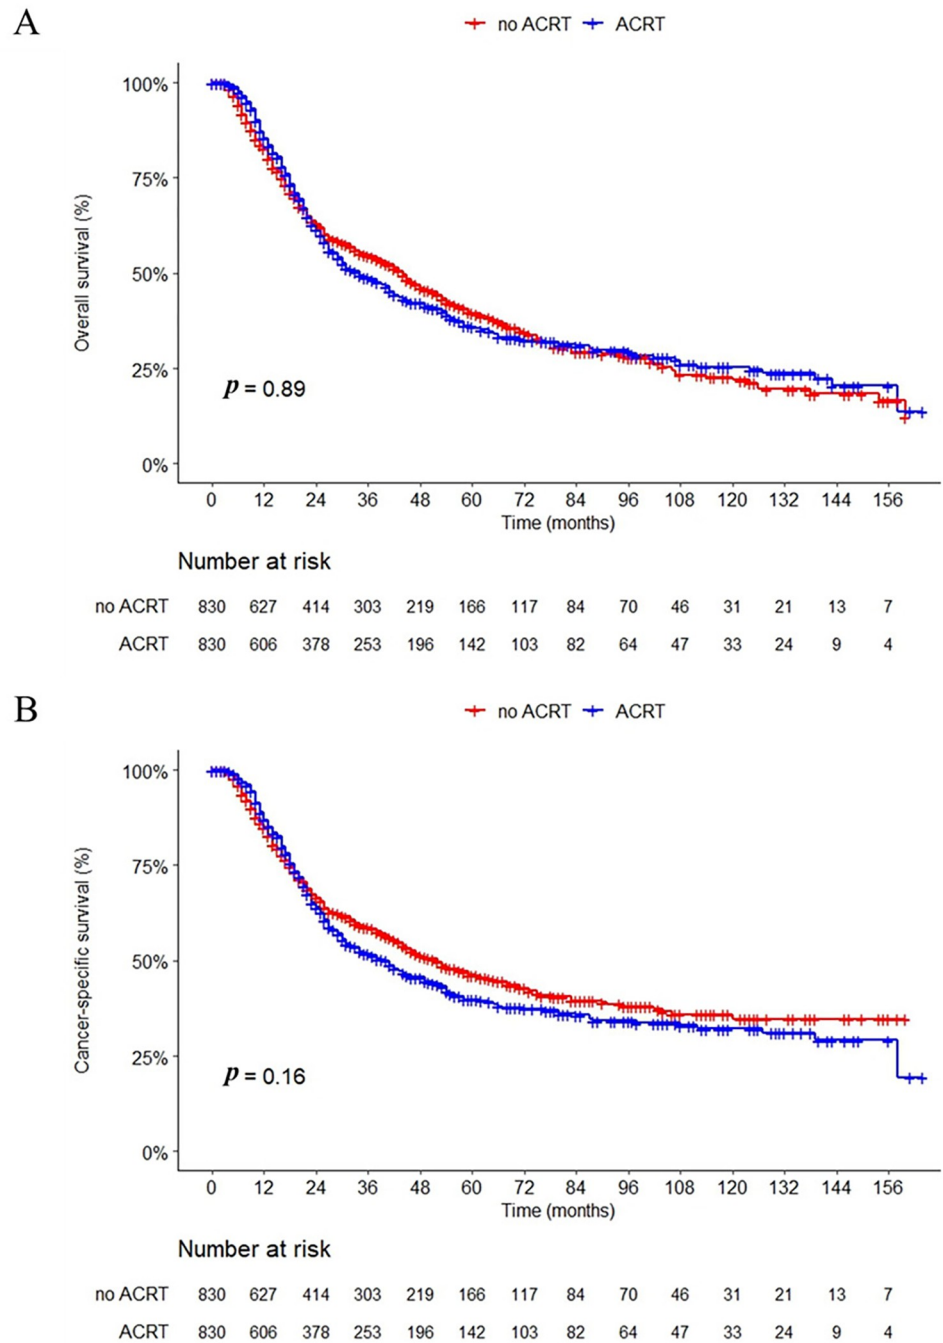 A
no ACRT ACRT
Overall survival (%)
100%
75%
50%
25%
0%
p = 0.89
0 12 24 36 48 60 72 84 96 108 120 132 144 156
Time (months)
Number at risk
no ACRT 830 627 414 303 219 166 117 84 70 46 31 21 13 7
ACRT 830 606 378 253 196 142 103 82 64 47 33 24 9 4
B
no ACRT ACRT
Cancer-specific survival (%)
100%
75%
50%
25%
0%
p = 0.16
0 12 24 36 48 60 72 84 96 108 120 132 144 156
Time (months)
Number at risk
no ACRT 830 627 414 303 219 166 117 84 70 46 31 21 13 7
ACRT 830 606 378 253 196 142 103 82 64 47 33 24 9 4